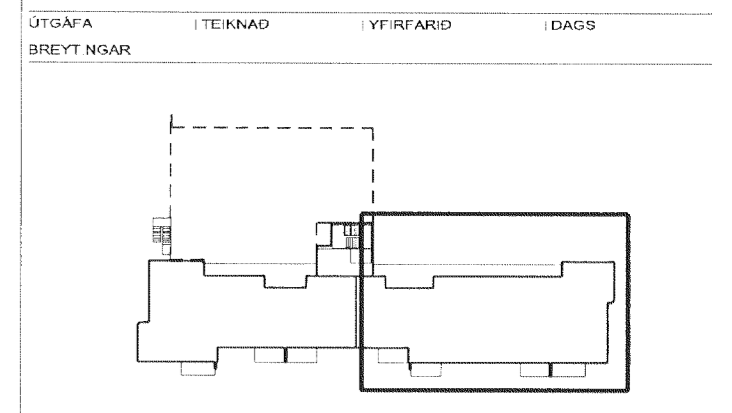 ÚTGÁFA | TEIKNAÐ | YFIRFARIÐ | DAGS
BREYT NGAR